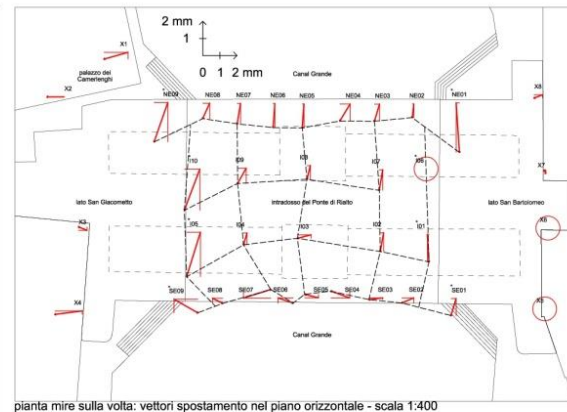 2 mm
1
0 1 2 mm
X1
palazzo dei
Camerlenghi
X2
Canal Grande
NE09
NE08
NE07
NE06
NE05
NE04
NE03
NE02
NE01
X8
I10
I09
I08
I07
I06
X7
lato San Giacometto
intradosso del Ponte di Rialto
lato San Bartolomeo
X3
I05
I04
I03
I02
I01
X6
X4
SE09
SE08
SE07
SE06
SE05
SE04
SE03
SE02
SE01
X5
Canal Grande
pianta mire sulla volta: vettori spostamento nel piano orizzontale - scala 1:400